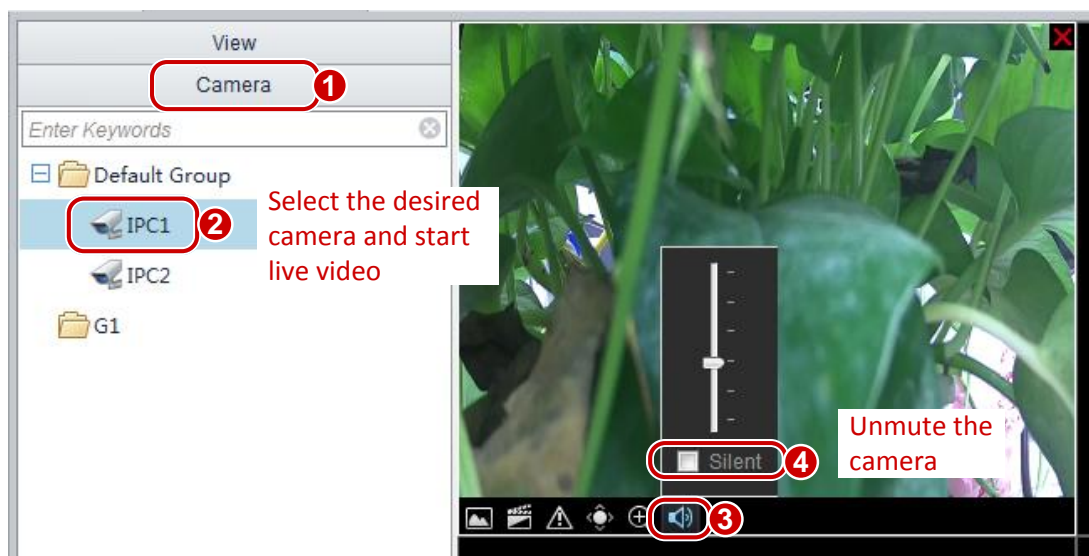 View
Camera
1
Enter Keywords
Default Group
IPC1
2
Select the desired
camera and start
live video
IPC2
G1
Unmute the
camera
Silent
4
3